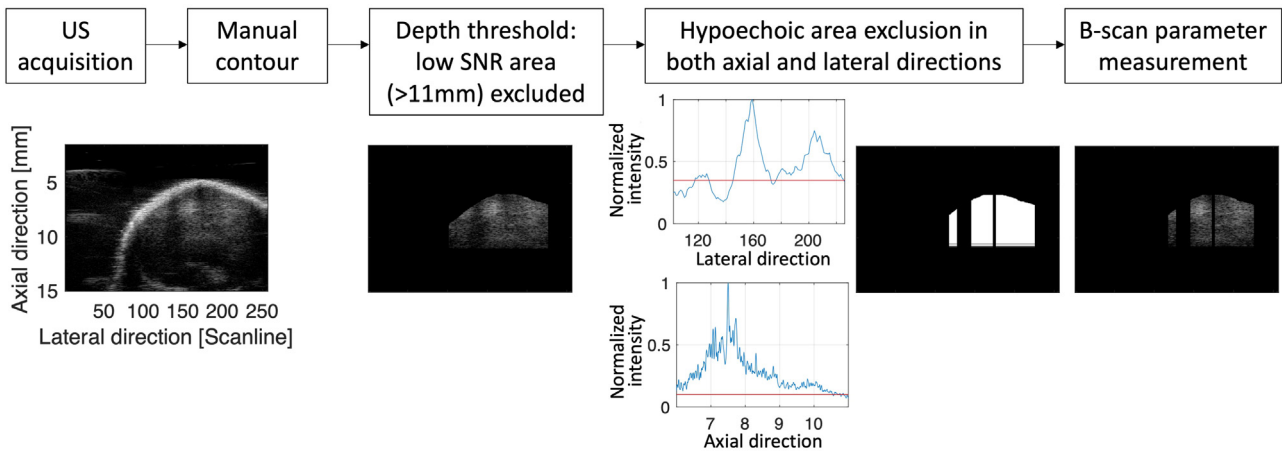 US
acquisition
Manual
contour
Depth threshold:
low SNR area
(>11mm) excluded
Hypoechoic area exclusion in
both axial and lateral directions
B-scan parameter
measurement
Axial direction [mm]
5
10
15
50 100 150 200 250
Lateral direction [Scanline]
Normalized
intensity
1
0.5
0
120 160 200
Lateral direction
Normalized
intensity
1
0.5
0
7 8 9 10
Axial direction